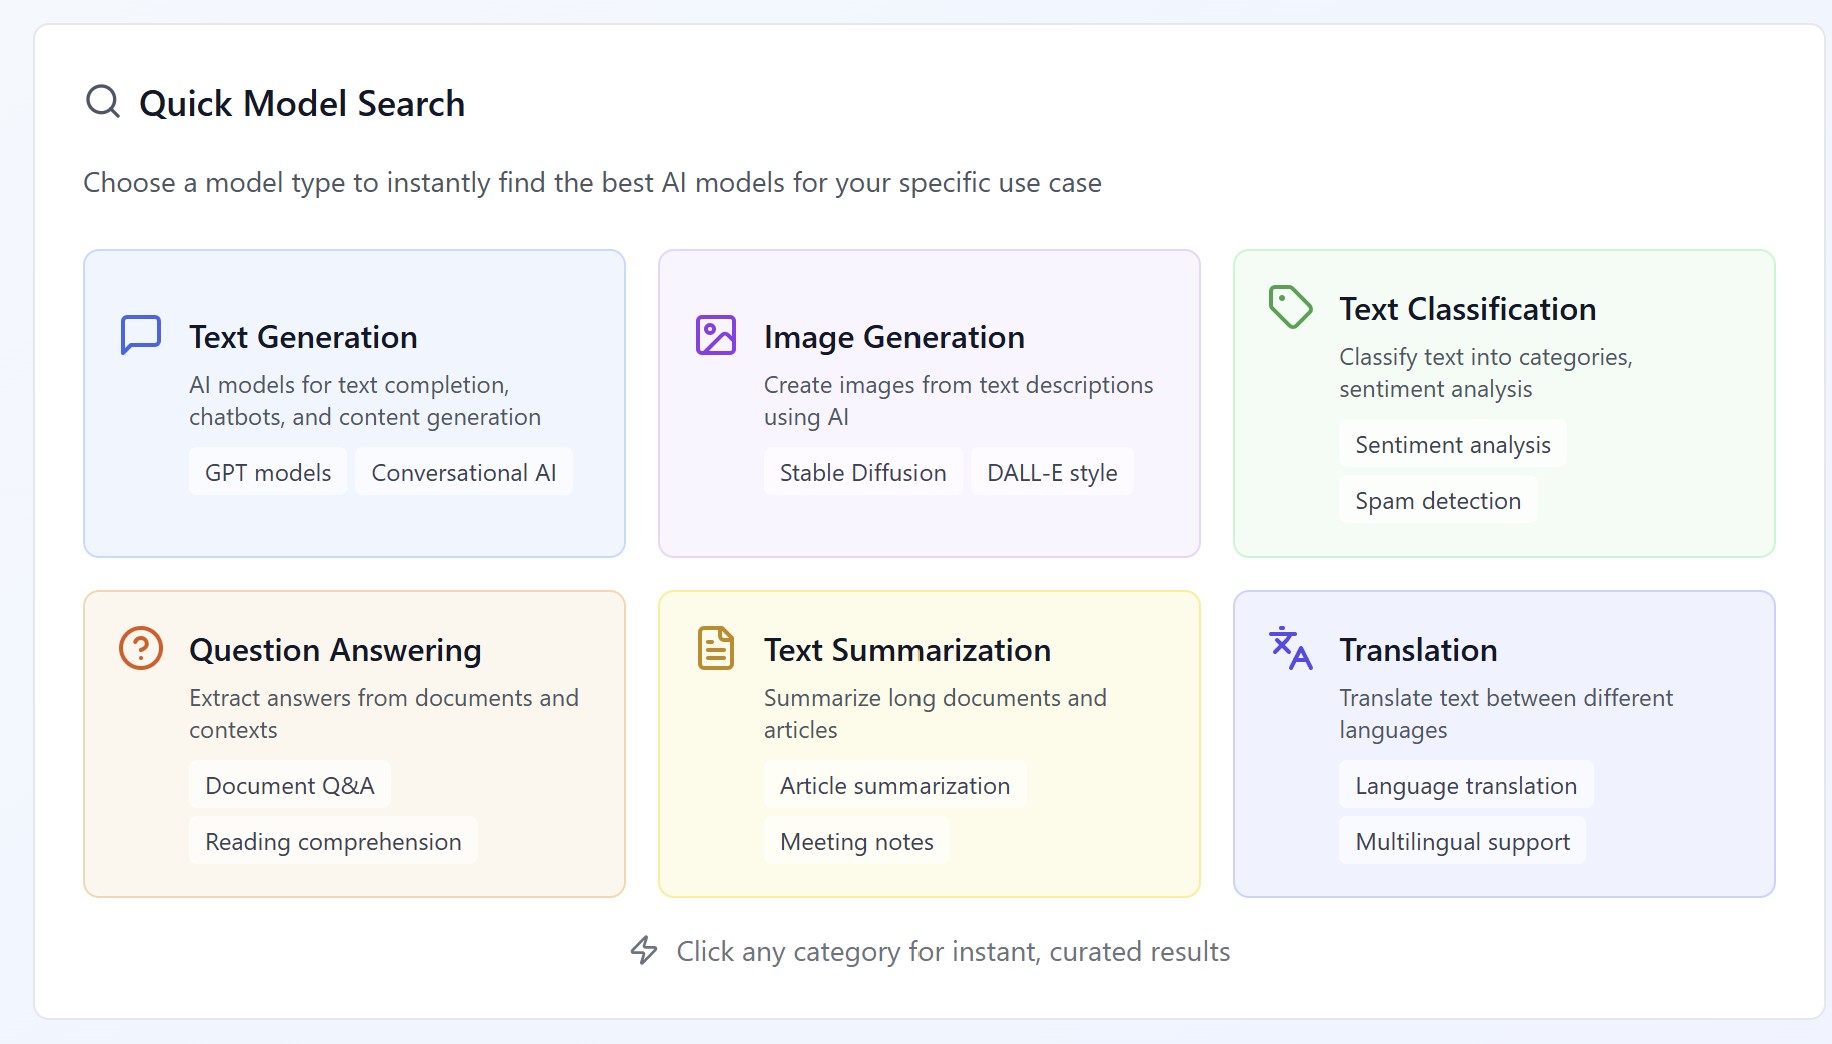 Quick Model Search
Choose a model type to instantly find the best AI models for your specific use case
Text Generation
AI models for text completion,
chatbots, and content generation
GPT models
Conversational AI
Image Generation
Create images from text descriptions
using AI
Stable Diffusion
DALL-E style
Text Classification
Classify text into categories,
sentiment analysis
Sentiment analysis
Spam detection
Question Answering
Extract answers from documents and
contexts
Document Q&A
Reading comprehension
Text Summarization
Summarize long documents and
articles
Article summarization
Meeting notes
Translation
Translate text between different
languages
Language translation
Multilingual support
Click any category for instant, curated results